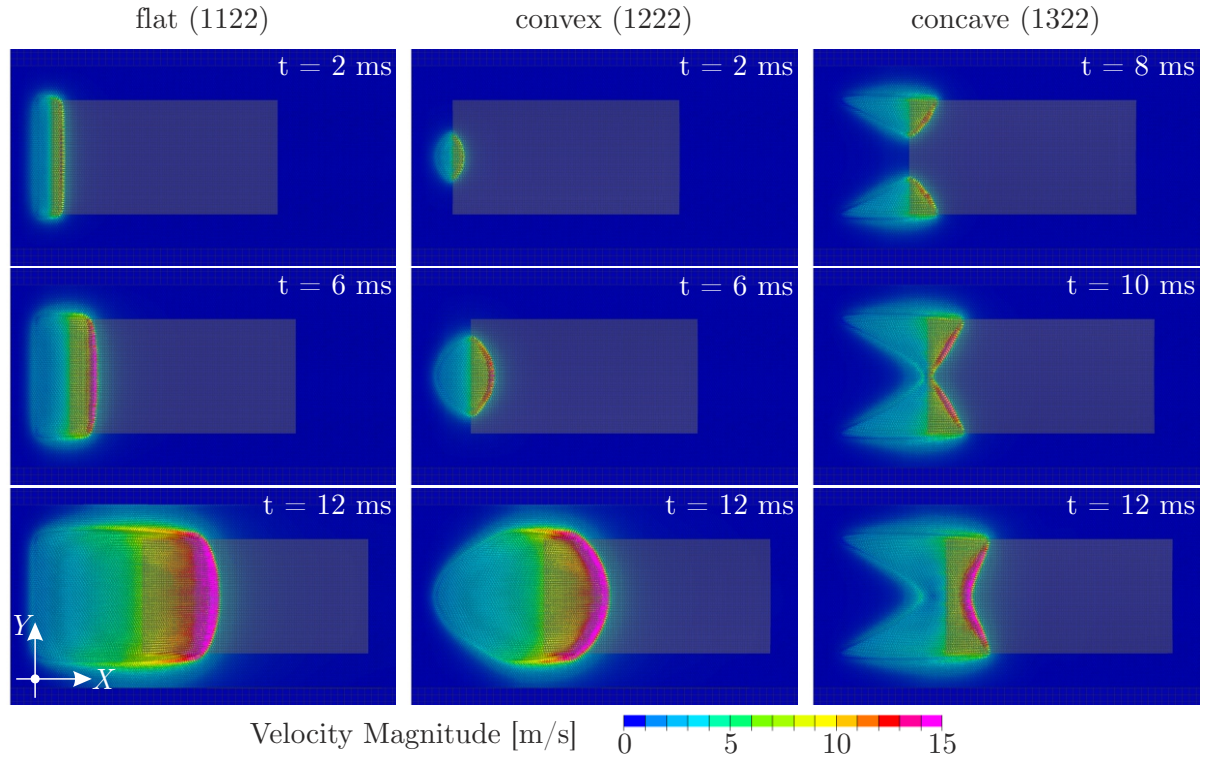 flat (1122) convex (1222) concave (1322)
t = 2 ms t = 2 ms t = 8 ms
t = 6 ms t = 6 ms t = 10 ms
t = 12 ms t = 12 ms t = 12 ms
Y
X
Velocity Magnitude [m/s]
0 5 10 15